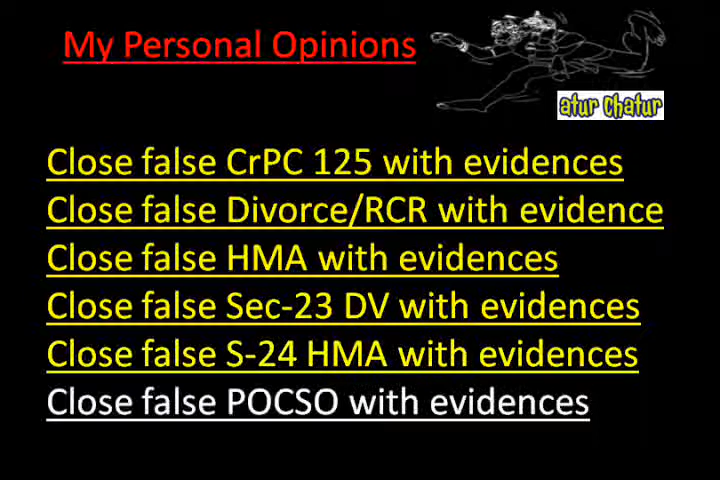 My Personal Opinions
atur Chatur
Close false CrPC 125 with evidences
Close false Divorce/RCR with evidence
Close false HMA with evidences
Close false Sec-23 DV with evidences
Close false S-24 HMA with evidences
Close false POCSO with evidences